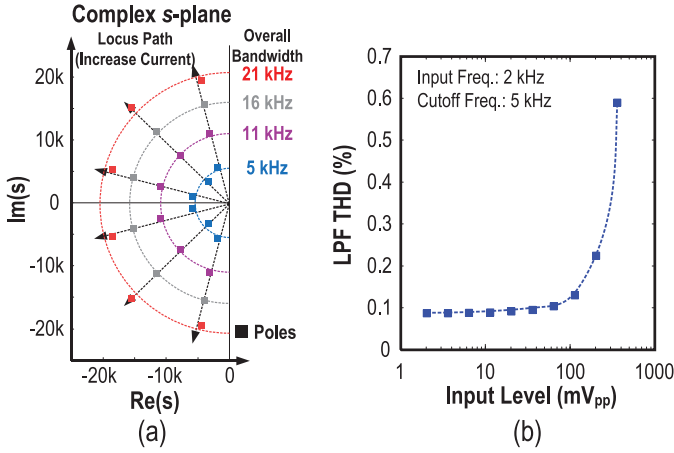 Complex s-plane
Locus Path
(Increase Current)
Overall
Bandwidth
20k
10k
0
-10k
-20k
Im(s)
21 kHz
16 kHz
11 kHz
5 kHz
Poles
-20k
-10k
0
Re(s)
(a)
0.7
0.6
0.5
0.4
0.3
0.2
0.1
0
LPF THD (%)
Input Freq.: 2 kHz
Cutoff Freq.: 5 kHz
1
10
100
1000
Input Level (mVpp)
(b)